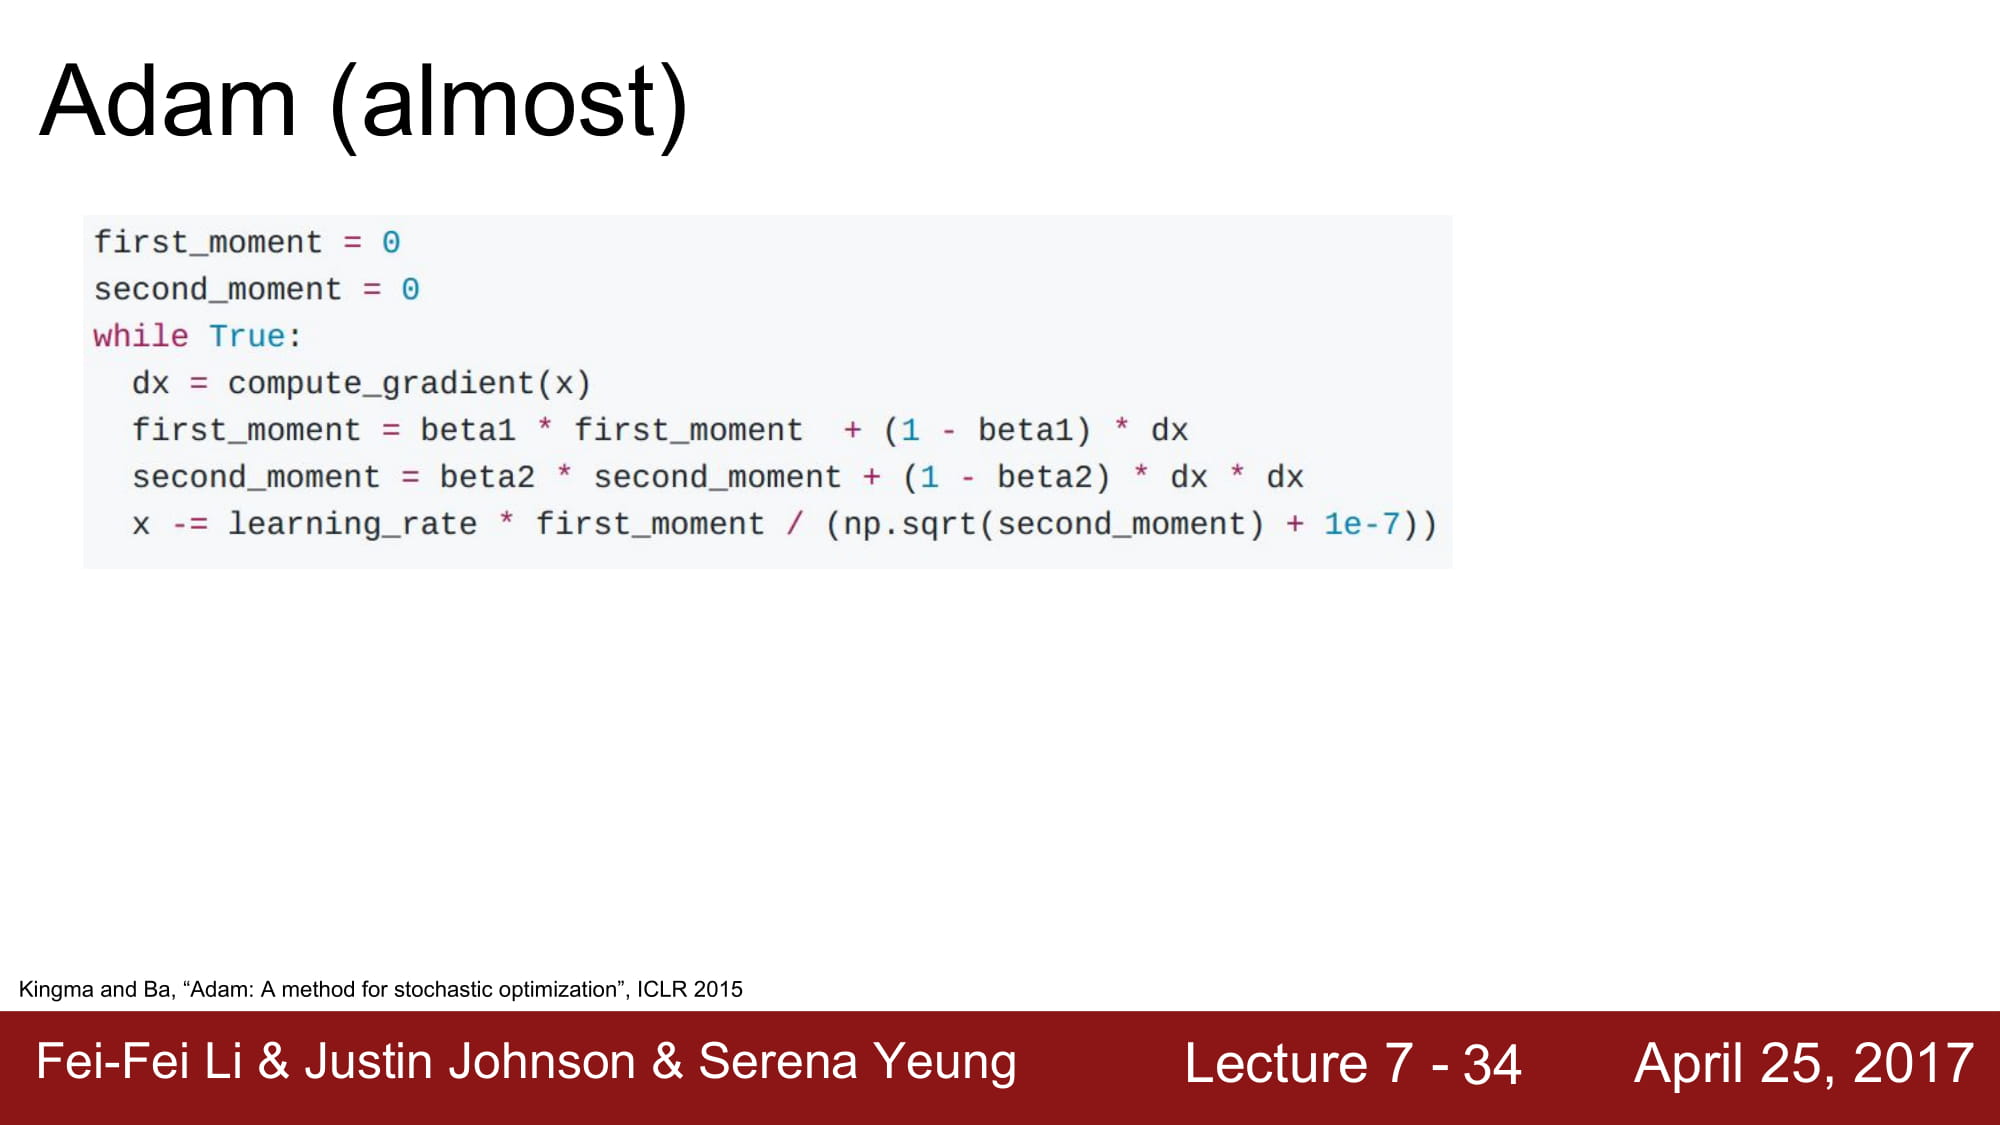 Adam (almost)
first_moment = 0
second_moment = 0
while True:
  dx = compute_gradient(x)
  first_moment = beta1 * first_moment  + (1 - beta1) * dx
  second_moment = beta2 * second_moment + (1 - beta2) * dx * dx
  x -= learning_rate * first_moment / (np.sqrt(second_moment) + 1e-7))
Kingma and Ba, “Adam: A method for stochastic optimization”, ICLR 2015
Fei-Fei Li & Justin Johnson & Serena Yeung Lecture 7 - 34 April 25, 2017